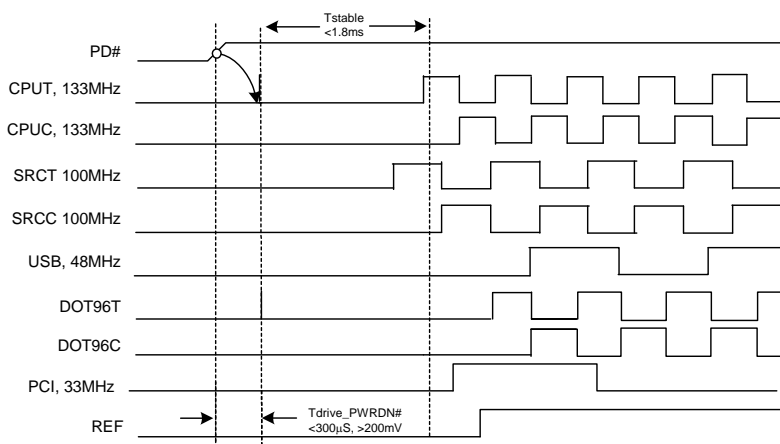 Tstable
<1.8ms
PD#
CPUT, 133MHz
CPUC, 133MHz
SRCT 100MHz
SRCC 100MHz
USB, 48MHz
DOT96T
DOT96C
PCI, 33MHz
Tdrive_PWRDN#
<300μS, >200mV
REF